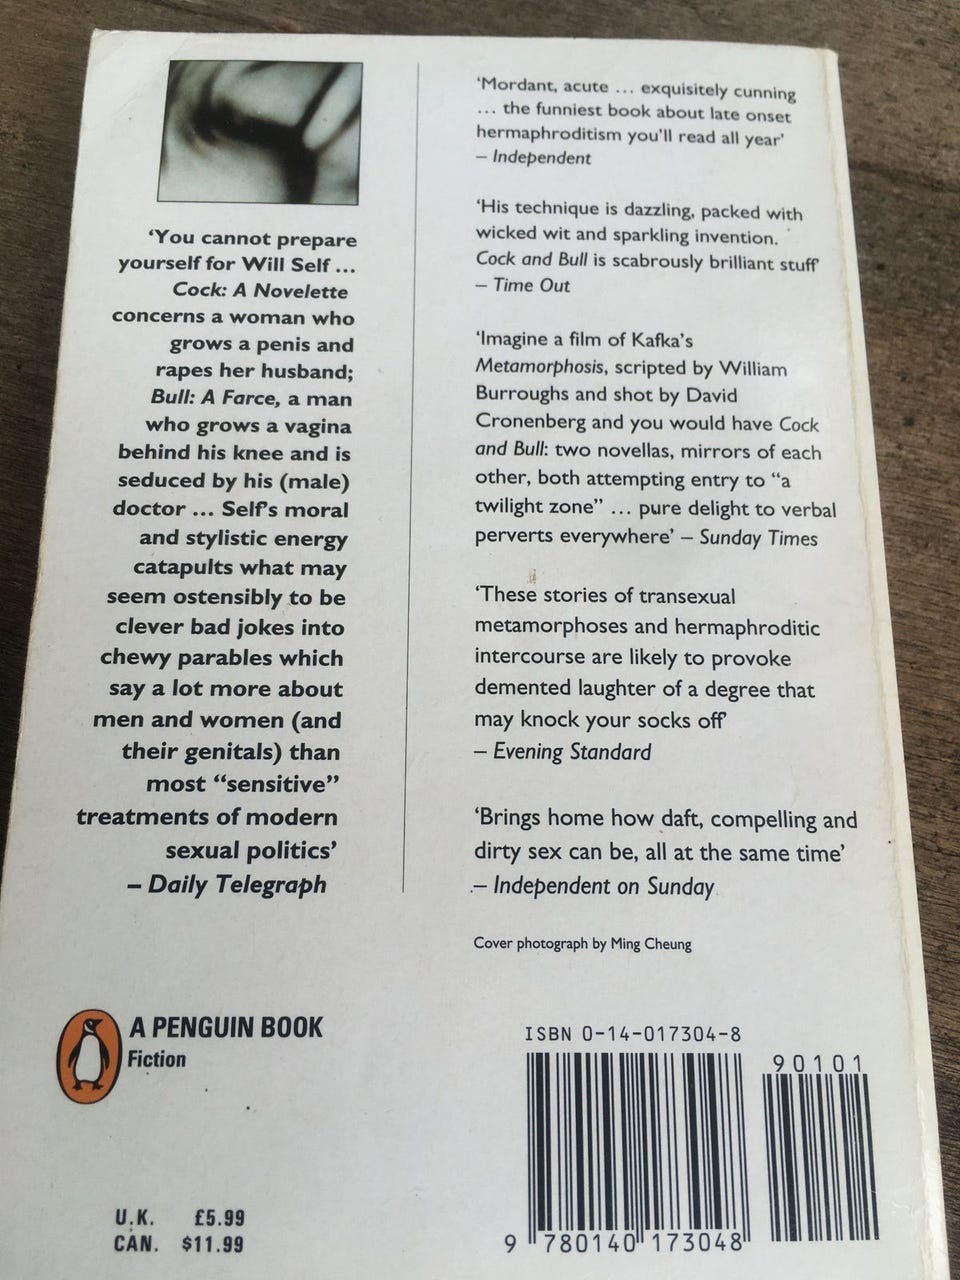 ‘You cannot prepare
yourself for Will Self ...
Cock: A Novelette
concerns a woman who
grows a penis and
rapes her husband;
Bull: A Farce, a man
who grows a vagina
behind his knee and is
seduced by his (male)
doctor ... Self’s moral
and stylistic energy
catapults what may
seem ostensibly to be
clever bad jokes into
chewy parables which
say a lot more about
men and women (and
their genitals) than
most “sensitive”
treatments of modern
sexual politics’
– Daily Telegraph
‘Mordant, acute ... exquisitely cunning
... the funniest book about late onset
hermaphroditism you’ll read all year’
– Independent
‘His technique is dazzling, packed with
wicked wit and sparkling invention.
Cock and Bull is scabrously brilliant stuff’
– Time Out
‘Imagine a film of Kafka’s
Metamorphosis, scripted by William
Burroughs and shot by David
Cronenberg and you would have Cock
and Bull: two novellas, mirrors of each
other, both attempting entry to “a
twilight zone” ... pure delight to verbal
perverts everywhere’ – Sunday Times
‘These stories of transexual
metamorphoses and hermaphroditic
intercourse are likely to provoke
demented laughter of a degree that
may knock your socks off’
– Evening Standard
‘Brings home how daft, compelling and
dirty sex can be, all at the same time’
– Independent on Sunday
Cover photograph by Ming Cheung
A PENGUIN BOOK
Fiction
U.K. £5.99
CAN. $11.99
ISBN 0-14-017304-8
90101
9 780140 173048